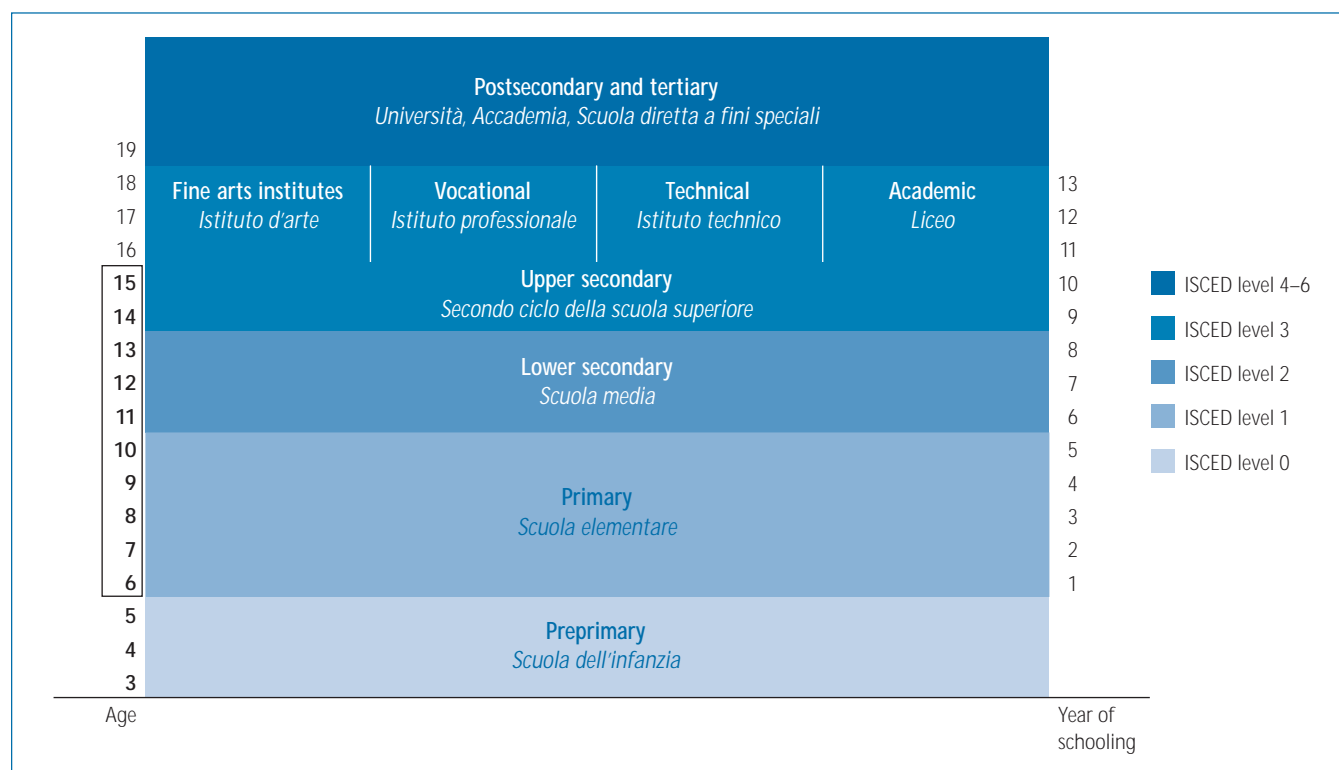 Postsecondary and tertiary
Università, Accademia, Scuola diretta a fini speciali
19
18
17
16
15
14
13
12
11
10
9
8
7
6
5
4
3
Age
Fine arts institutes
Istituto d'arte
Vocational
Istituto professionale
Technical
Istituto technico
Academic
Liceo
Upper secondary
Secondo ciclo della scuola superiore
Lower secondary
Scuola media
Primary
Scuola elementare
Preprimary
Scuola dell'infanzia
13
12
11
10
9
8
7
6
5
4
3
2
1
Year of
schooling
ISCED level 4–6
ISCED level 3
ISCED level 2
ISCED level 1
ISCED level 0